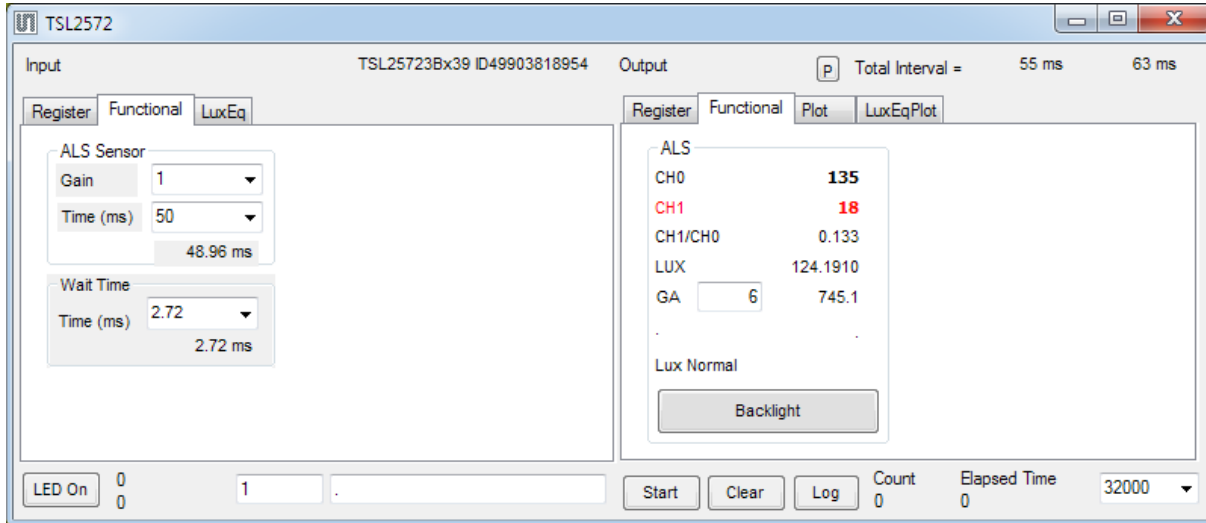 TSL2572
Input
TSL25723Bx39 ID49903818954
Output
P
Total Interval =
55 ms
63 ms
Register
Functional
LuxEq
ALS Sensor
Gain
1
Time (ms)
50
48.96 ms
Wait Time
Time (ms)
2.72
2.72 ms
Register
Functional
Plot
LuxEqPlot
ALS
CH0
135
CH1
18
CH1/CH0
0.133
LUX
124.1910
GA
6
745.1
.
.
Lux Normal
Backlight
LED On
0
0
1
.
Start
Clear
Log
Count
0
Elapsed Time
0
32000